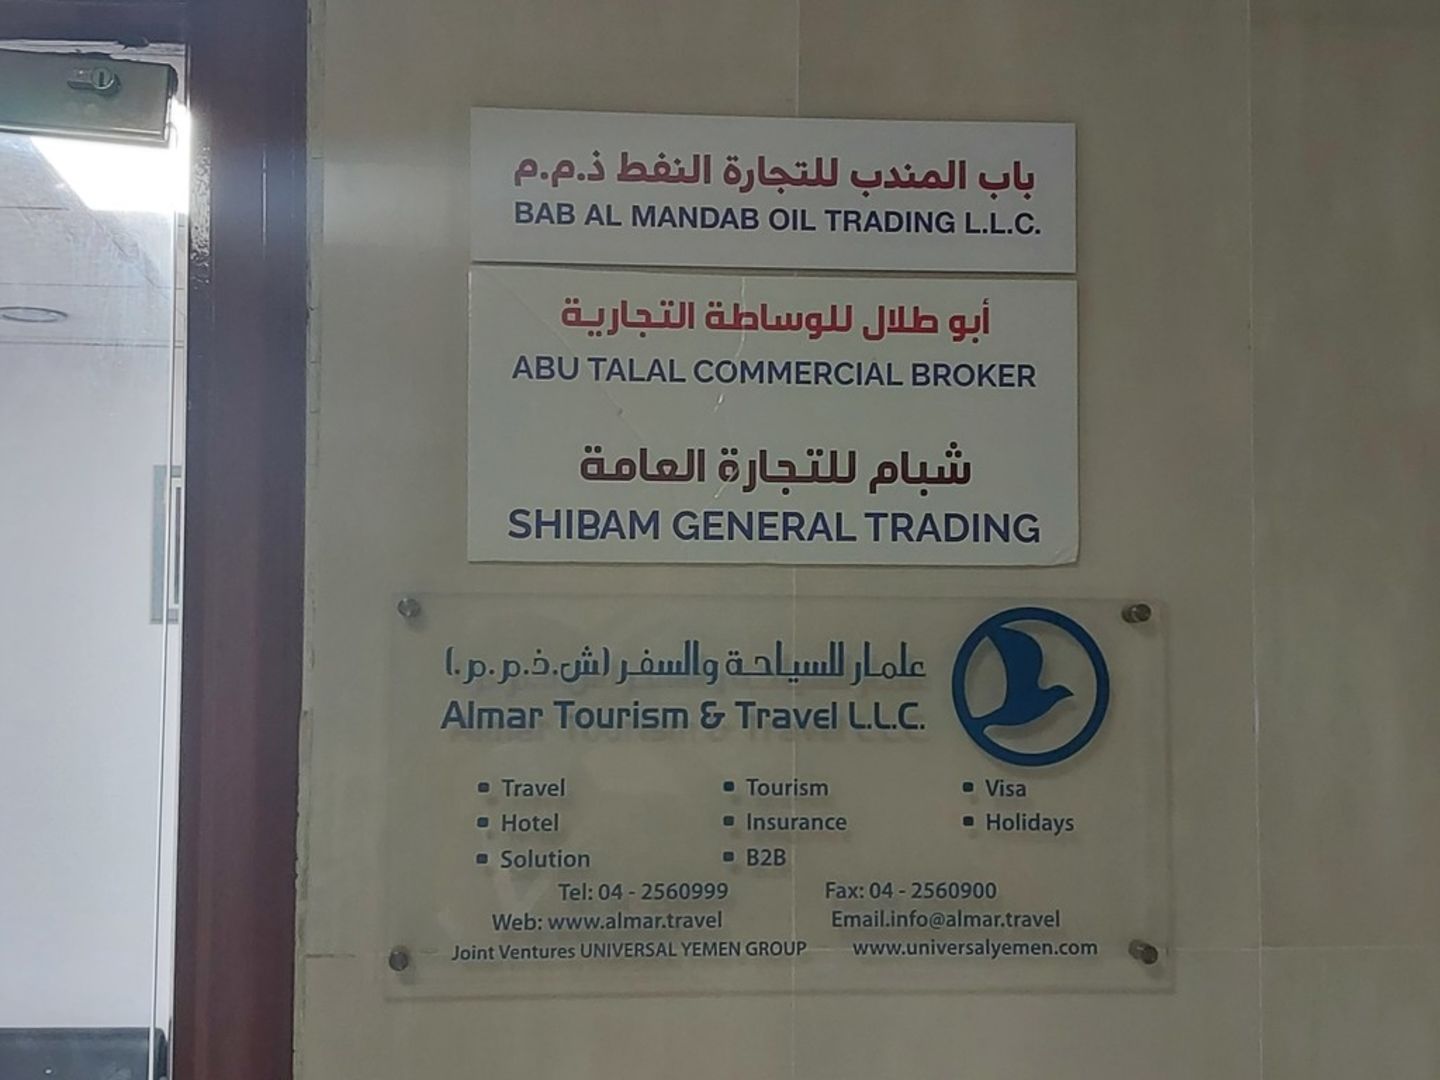 باب المندب للتجارة النفط ذ.م.م
BAB AL MANDAB OIL TRADING L.L.C.
أبو طلال للوساطة التجارية
ABU TALAL COMMERCIAL BROKER
شبام للتجارة العامة
SHIBAM GENERAL TRADING
علمار للسياحة والسفر (ش.ذ.م.م.)
Almar Tourism & Travel L.L.C.
Travel Tourism Visa
Hotel Insurance Holidays
Solution B2B
Tel: 04 - 2560999 Fax: 04 - 2560900
Web: www.almar.travel Email.info@almar.travel
Joint Ventures UNIVERSAL YEMEN GROUP www.universalyemen.com